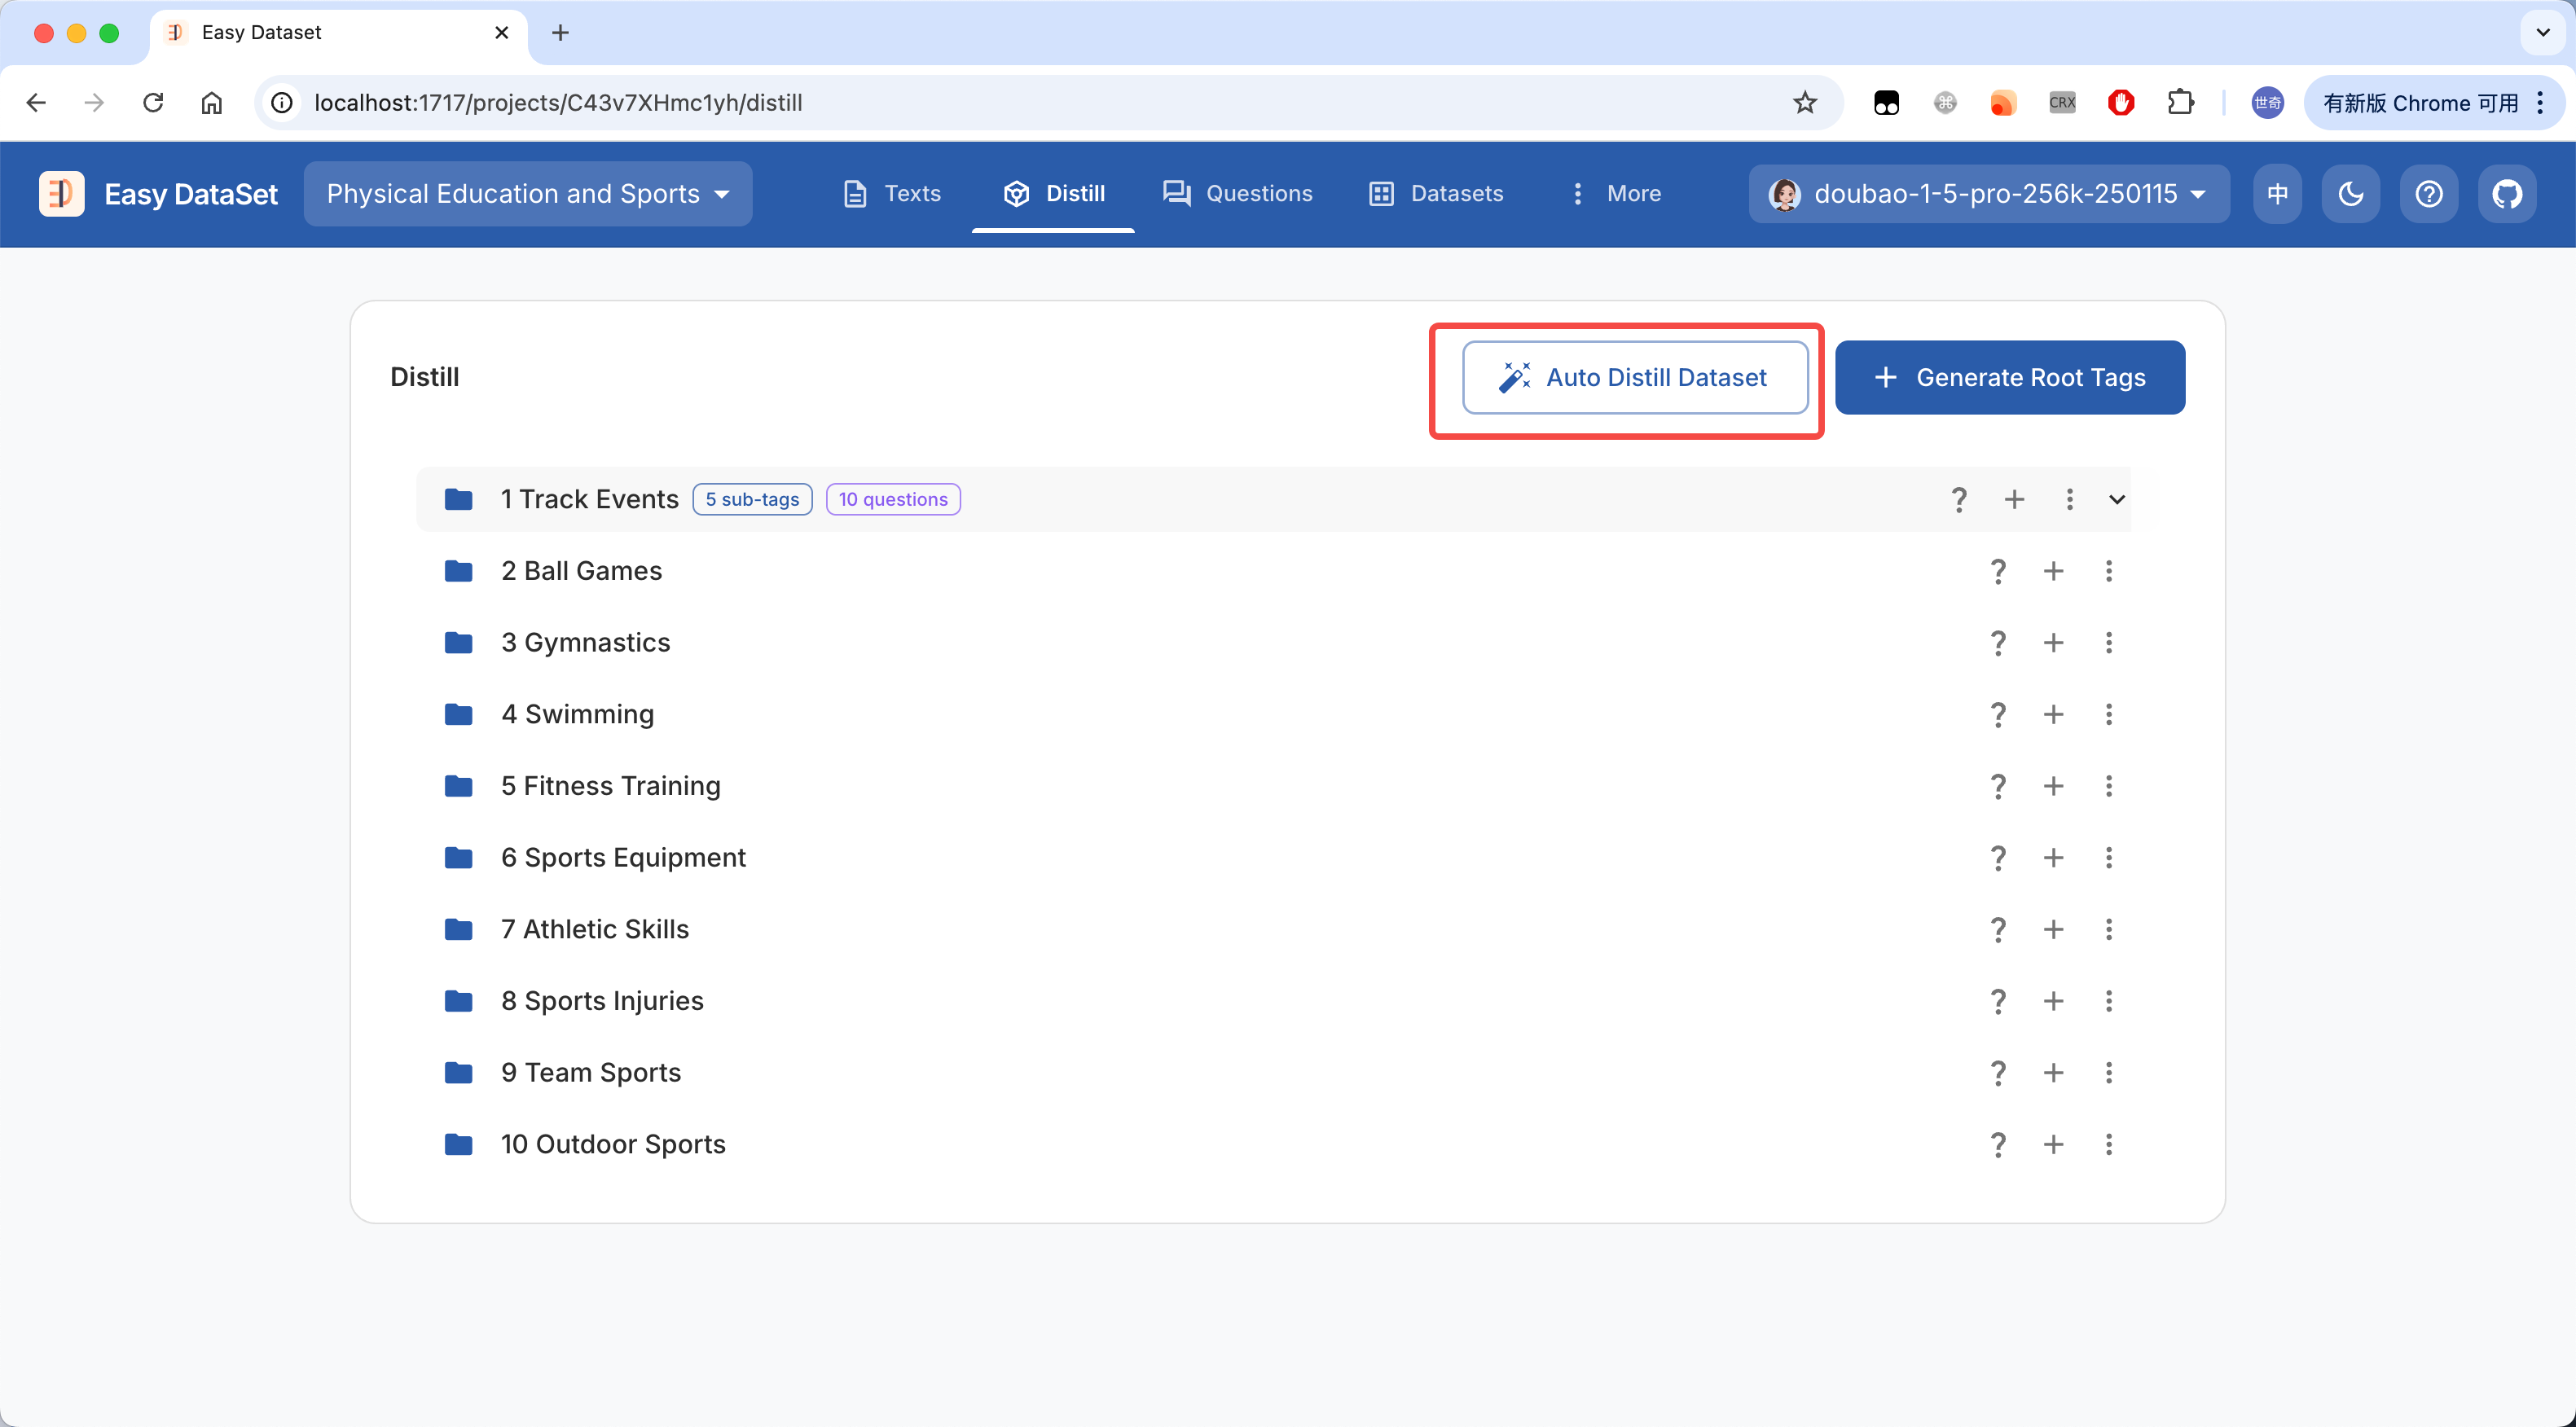 Easy Dataset
localhost:1717/projects/C43v7XHmc1yh/distill
CRX
世奇
有新版 Chrome 可用
Easy DataSet
Physical Education and Sports
Texts
Distill
Questions
Datasets
More
doubao-1-5-pro-256k-250115
中
Distill
Auto Distill Dataset
Generate Root Tags
1 Track Events 5 sub-tags 10 questions
2 Ball Games
3 Gymnastics
4 Swimming
5 Fitness Training
6 Sports Equipment
7 Athletic Skills
8 Sports Injuries
9 Team Sports
10 Outdoor Sports